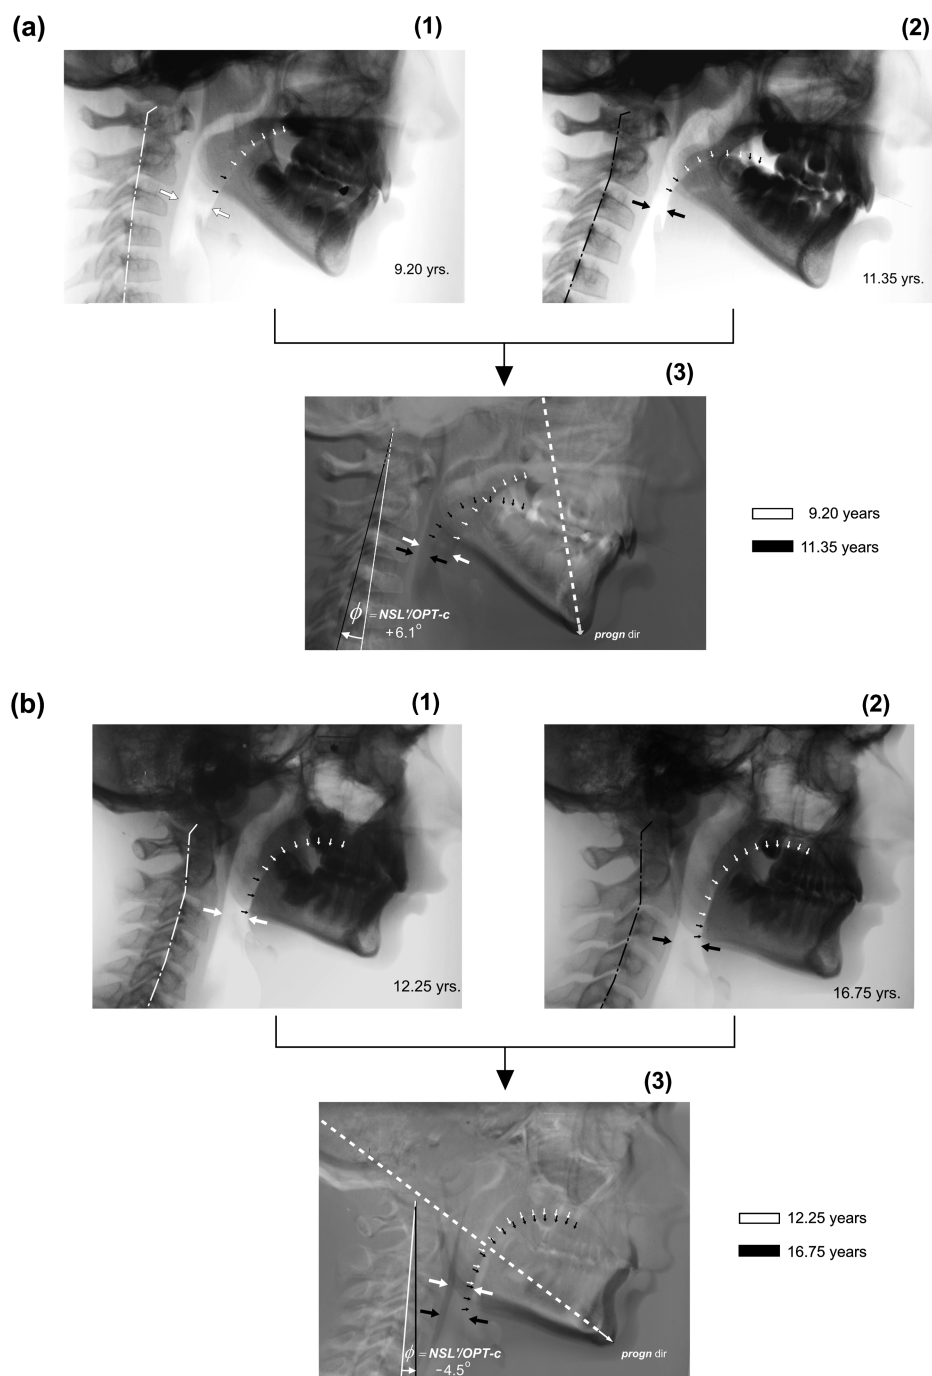 (a)
(1)
(2)
9.20 yrs.
11.35 yrs.
(3)
9.20 years
11.35 years
ϕ = NSL'/OPT-c
+6.1°
progn dir
(b)
(1)
(2)
12.25 yrs.
16.75 yrs.
(3)
12.25 years
16.75 years
ϕ = NSL'/OPT-c
−4.5°
progn dir